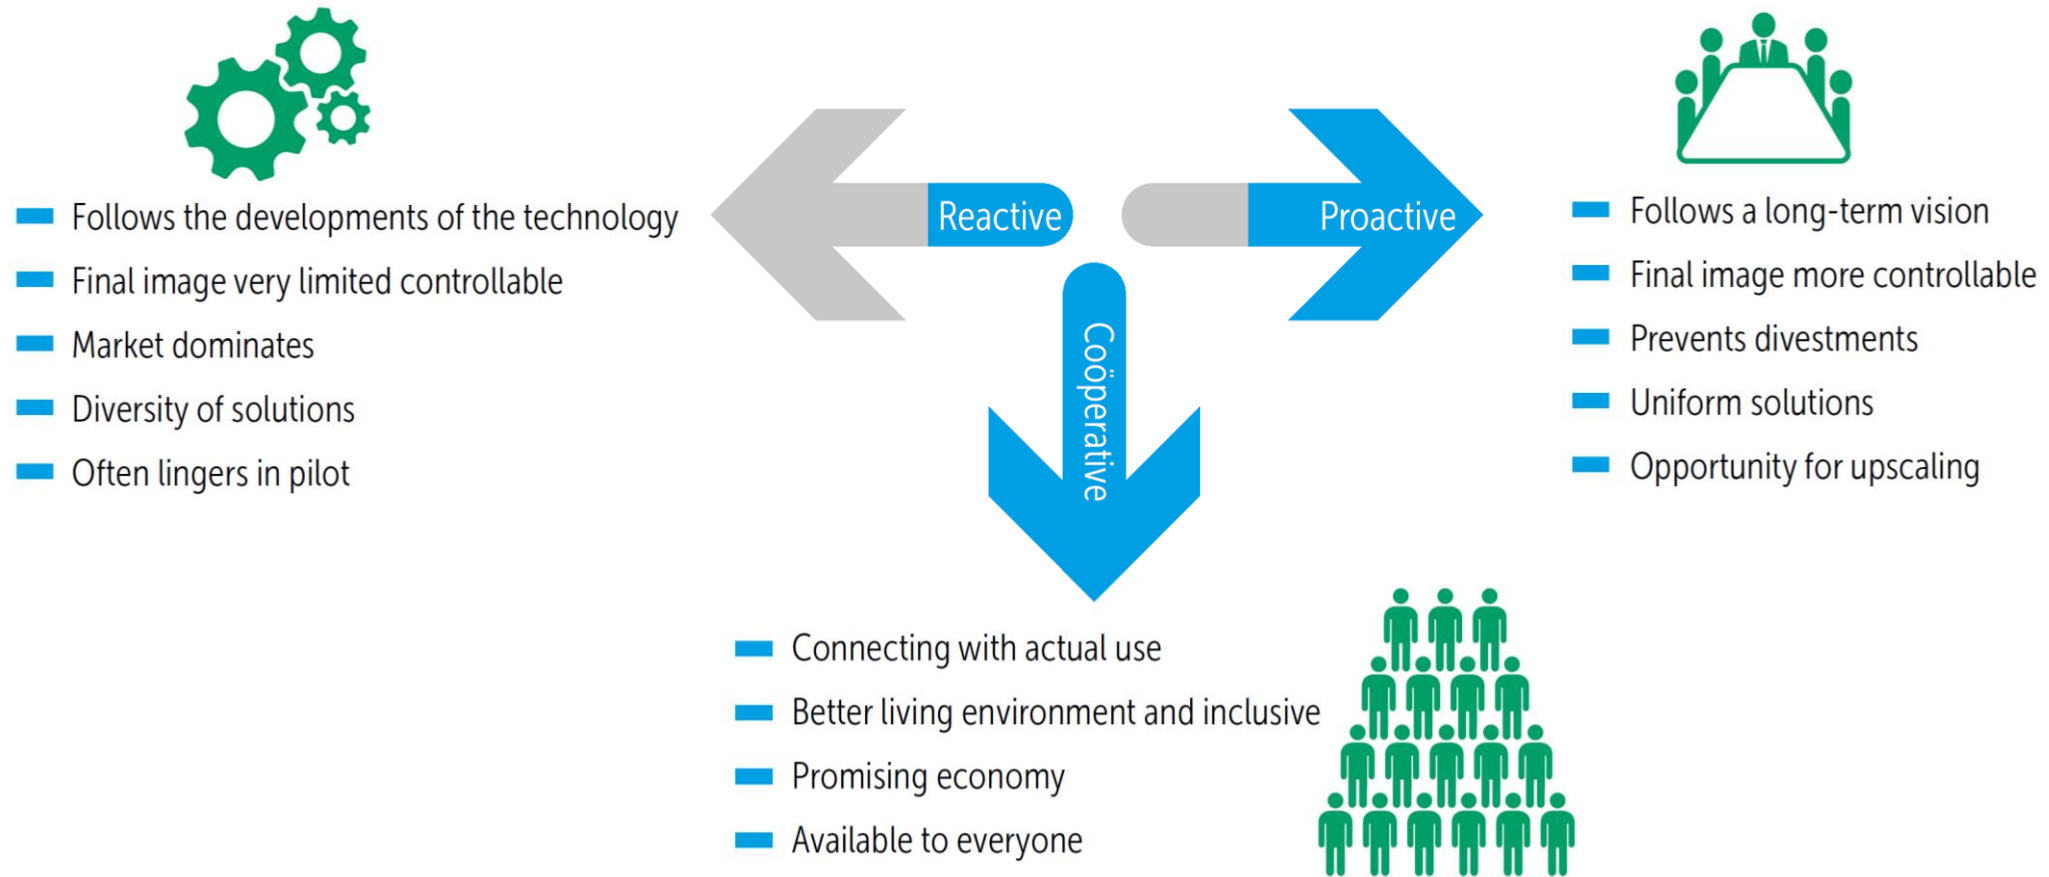 Follows the developments of the technology
Final image very limited controllable
Market dominates
Diversity of solutions
Often lingers in pilot
Reactive
Proactive
Coöperative
Follows a long-term vision
Final image more controllable
Prevents divestments
Uniform solutions
Opportunity for upscaling
Connecting with actual use
Better living environment and inclusive
Promising economy
Available to everyone